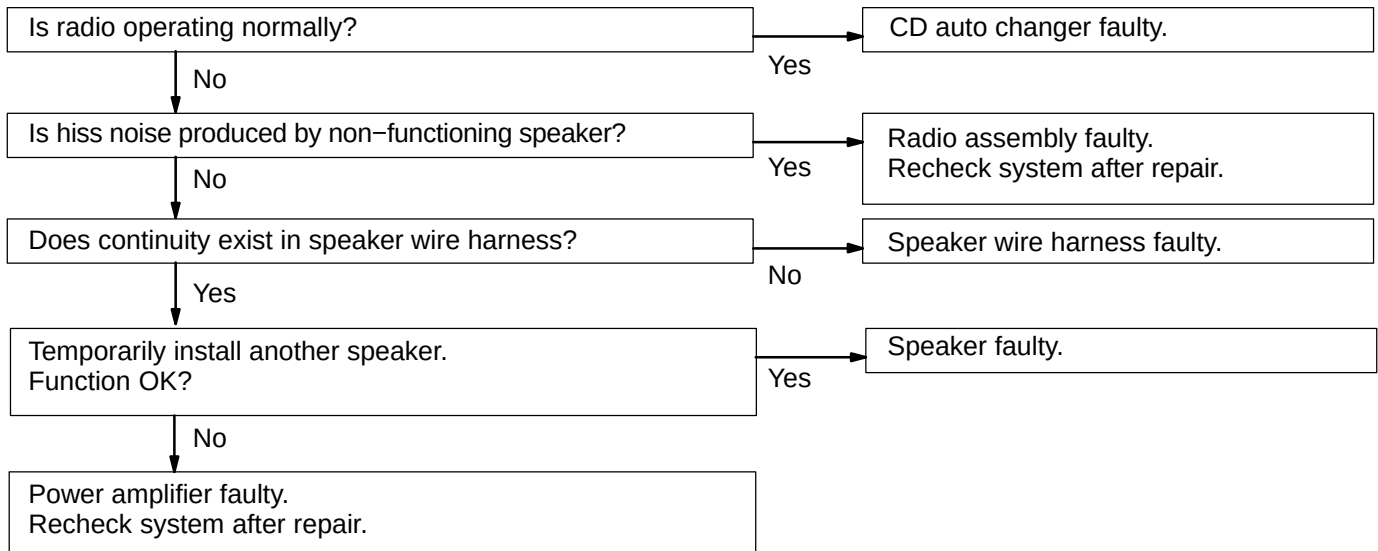 Is radio operating normally?
Yes
CD auto changer faulty.
No
Is hiss noise produced by non−functioning speaker?
Yes
Radio assembly faulty.
Recheck system after repair.
No
Does continuity exist in speaker wire harness?
No
Speaker wire harness faulty.
Yes
Temporarily install another speaker.
Function OK?
Yes
Speaker faulty.
No
Power amplifier faulty.
Recheck system after repair.